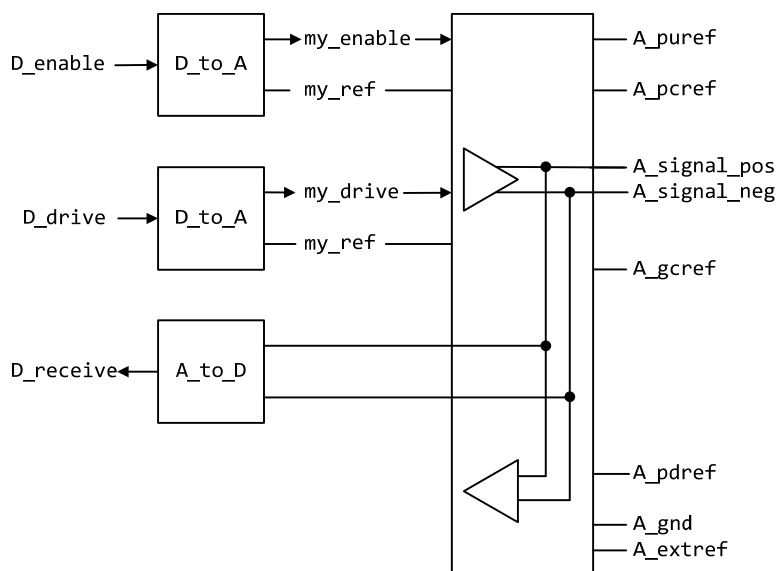 my_enable
A_puref
D_enable
D_to_A
my_ref
A_pcref
A_signal_pos
my_drive
A_signal_neg
D_drive
D_to_A
my_ref
A_gcref
D_receive
A_to_D
A_pdref
A_gnd
A_extref